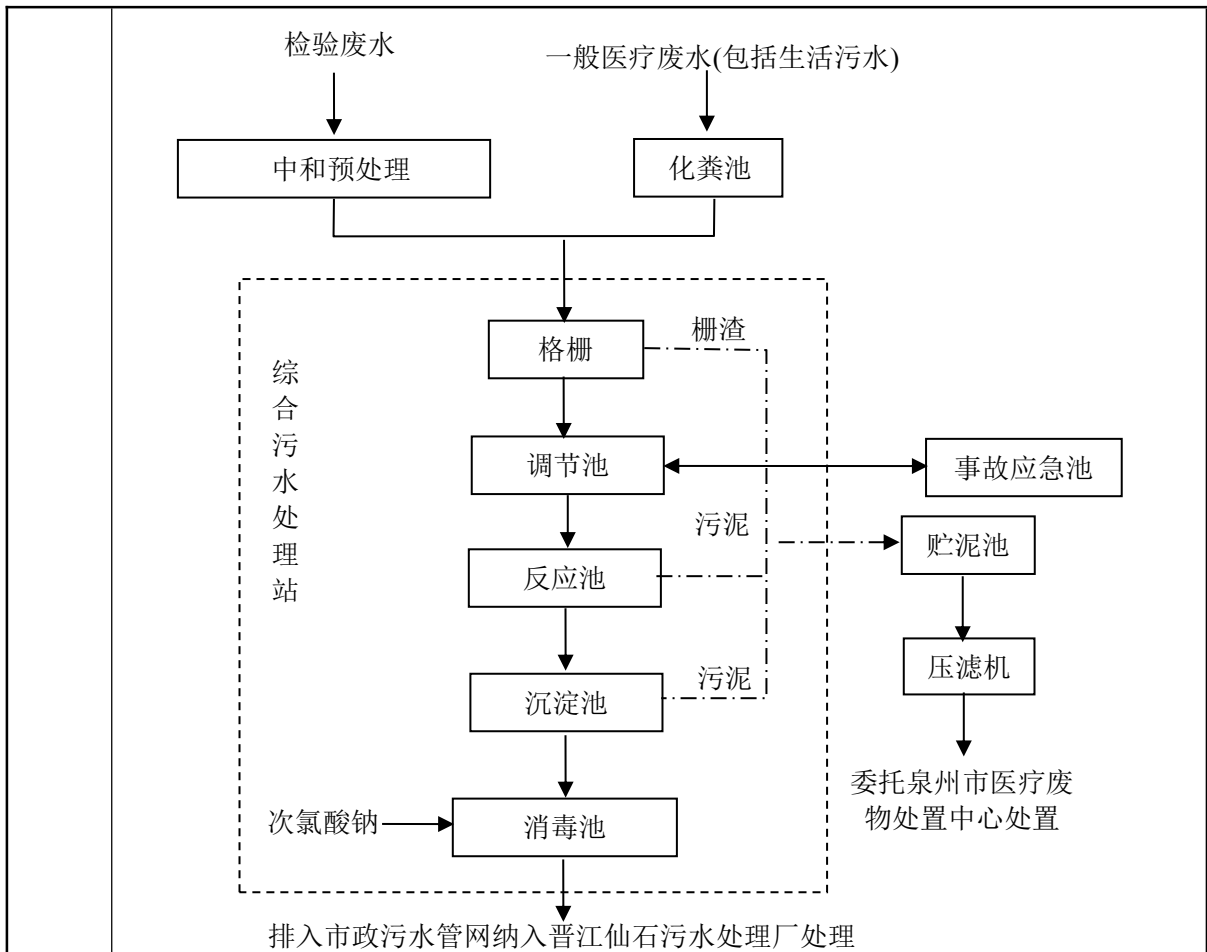 检验废水
一般医疗废水(包括生活污水)
中和预处理
化粪池
格栅
栅渣
综
合
污
水
处
理
站
调节池
事故应急池
污泥
贮泥池
反应池
污泥
压滤机
沉淀池
委托泉州市医疗废
物处置中心处置
次氯酸钠
消毒池
排入市政污水管网纳入晋江仙石污水处理厂处理